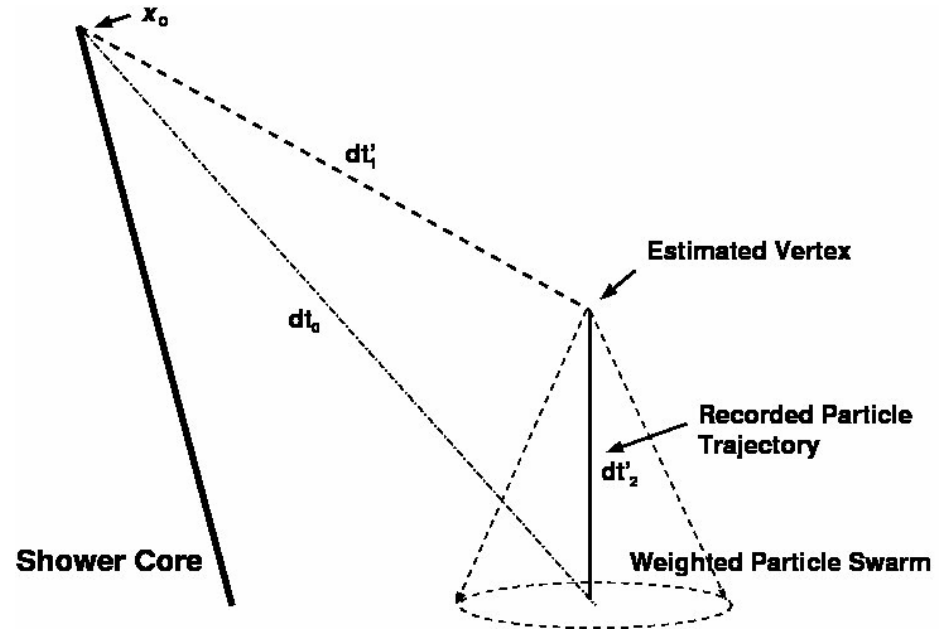 x₀
dt'₁
Estimated Vertex
dt₀
Recorded Particle
Trajectory
dt'₂
Shower Core
Weighted Particle Swarm